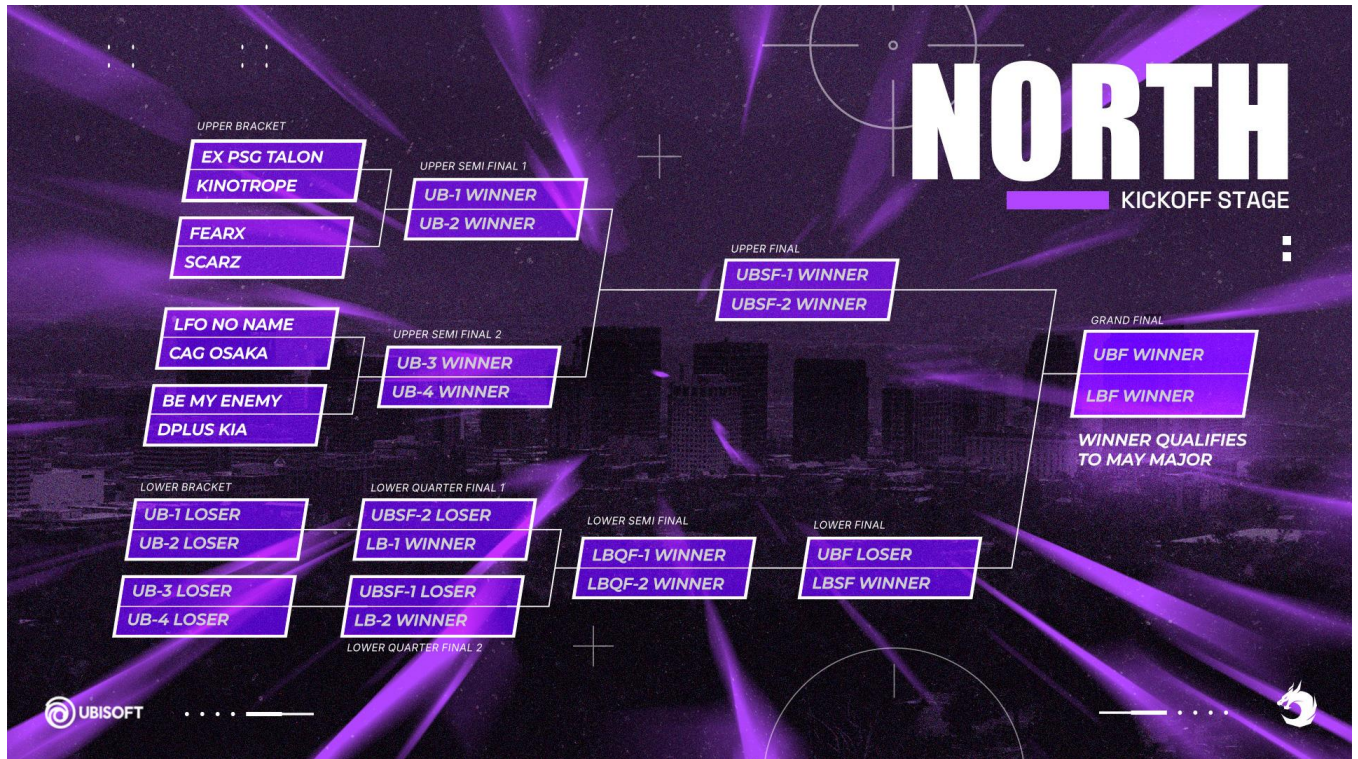 NORTH
KICKOFF STAGE
UPPER BRACKET
EX PSG TALON
KINOTROPE
FEARX
SCARZ
LFO NO NAME
CAG OSAKA
BE MY ENEMY
DPLUS KIA
UPPER SEMI FINAL 1
UB-1 WINNER
UB-2 WINNER
UPPER SEMI FINAL 2
UB-3 WINNER
UB-4 WINNER
UPPER FINAL
UBSF-1 WINNER
UBSF-2 WINNER
GRAND FINAL
UBF WINNER
LBF WINNER
WINNER QUALIFIES
TO MAY MAJOR
LOWER BRACKET
UB-1 LOSER
UB-2 LOSER
UB-3 LOSER
UB-4 LOSER
LOWER QUARTER FINAL 1
UBSF-2 LOSER
LB-1 WINNER
UBSF-1 LOSER
LB-2 WINNER
LOWER QUARTER FINAL 2
LOWER SEMI FINAL
LBQF-1 WINNER
LBQF-2 WINNER
LOWER FINAL
UBF LOSER
LBSF WINNER
UBISOFT